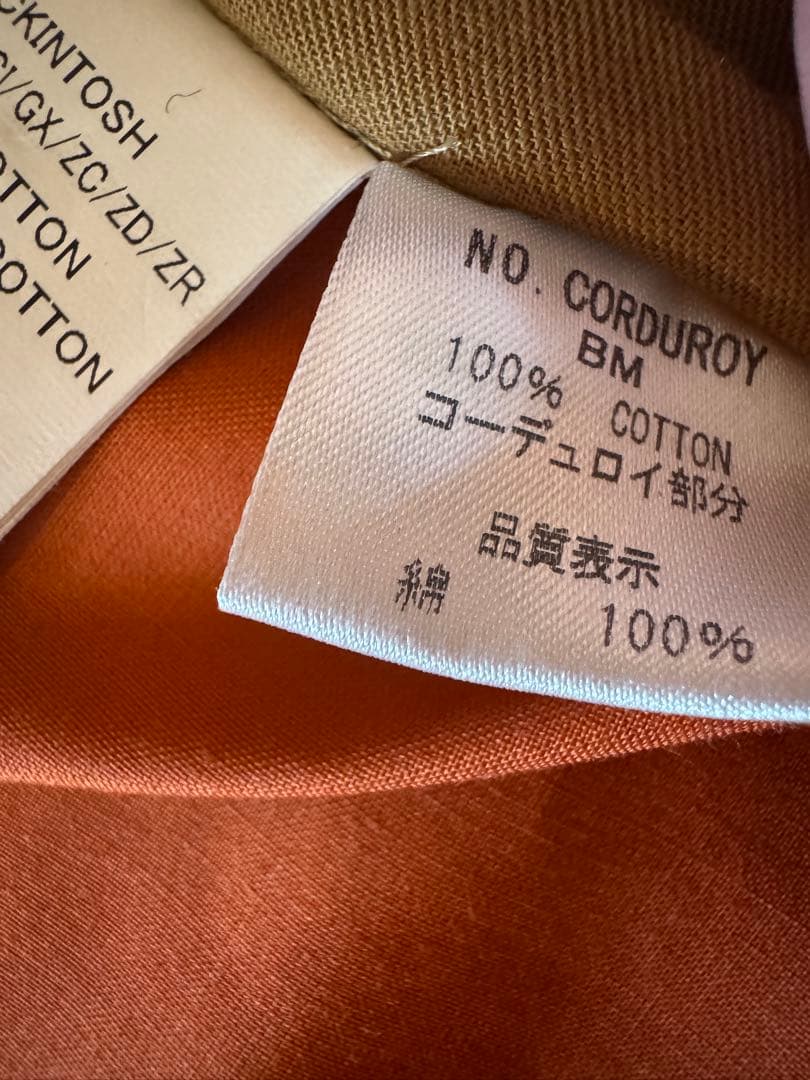 CKINTOSH
/GX/ZC/ZD/ZR
OTTON
COTTON
NO. CORDUROY
BM
100% COTTON
コーデュロイ部分
品質表示
綿 100%